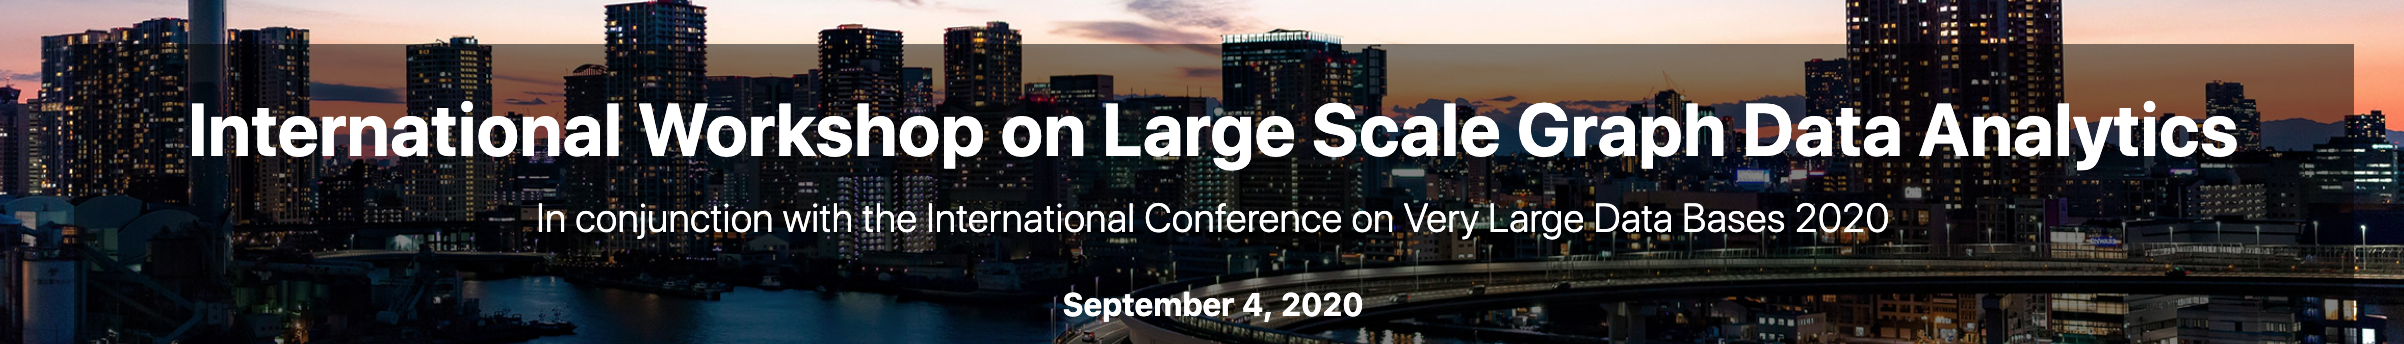 International Workshop on Large Scale Graph Data Analytics
In conjunction with the International Conference on Very Large Data Bases 2020
September 4, 2020